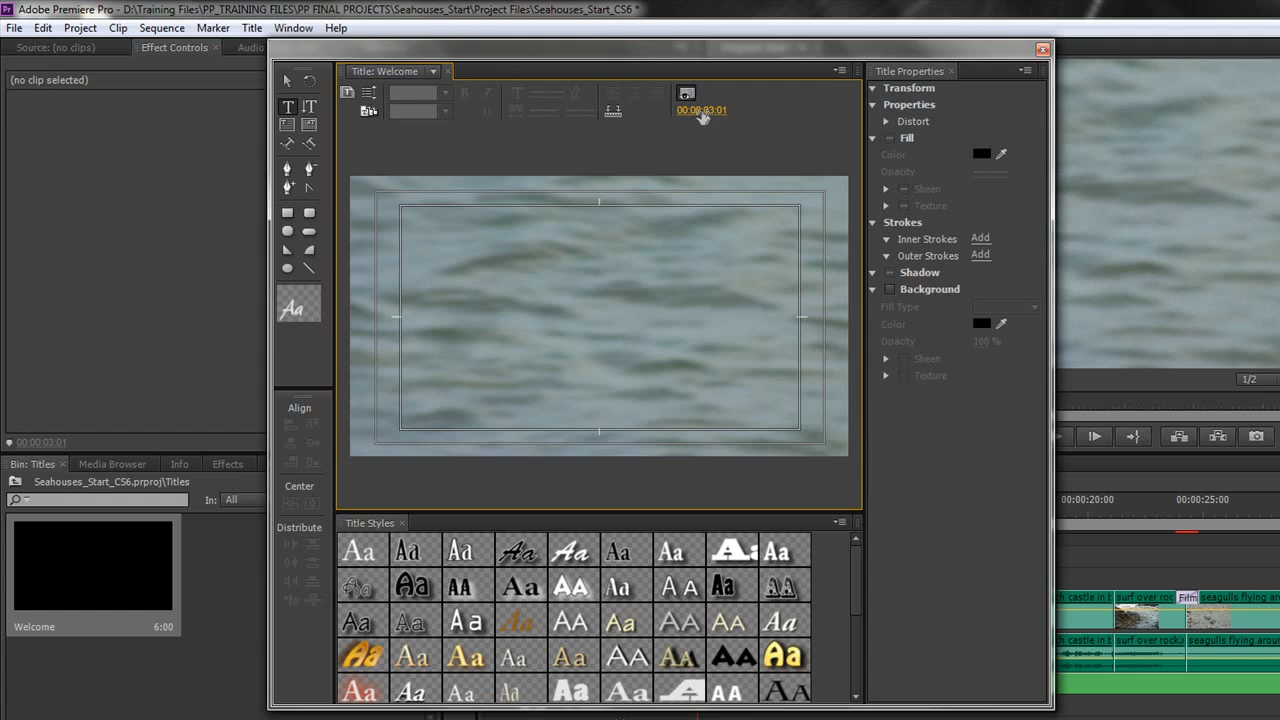 Adobe Premiere Pro - D:\Training Files\PP_TRAINING FILES\PP FINAL PROJECTS\Seahouses_Start\Project Files\Seahouses_Start_CS6 *
File Edit Project Clip Sequence Marker Title Window Help
Source: (no clips) Effect Controls Audio
(no clip selected)
00:00:03:01
Bin: Titles Media Browser Info Effects
Seahouses_Start_CS6.prproj\Titles
In: All
Welcome 6:00
Title: Welcome
00:00:03:01
Align
Center
Distribute
Title Styles
Aa Aa Aa Aa Aa Aa Aa Aa Aa
Aa Aa AA Aa AA Aa AA Aa AA
Aa Aa Aa Aa AA Aa AA AA Aa
Aa Aa Aa Aa Aa AA AA AA Aa
Aa Aa Aa Aa Aa Aa AA AA
Title Properties
Transform
Properties
Distort
Fill
Color
Opacity
Sheen
Texture
Strokes
Inner Strokes Add
Outer Strokes Add
Shadow
Background
Fill Type
Color
Opacity 100 %
Sheen
Texture
1/2
00:00:20:00 00:00:25:00
th castle in t surf over roc Film seagulls flying aro
th castle in t surf over rock, seagulls flying aroun